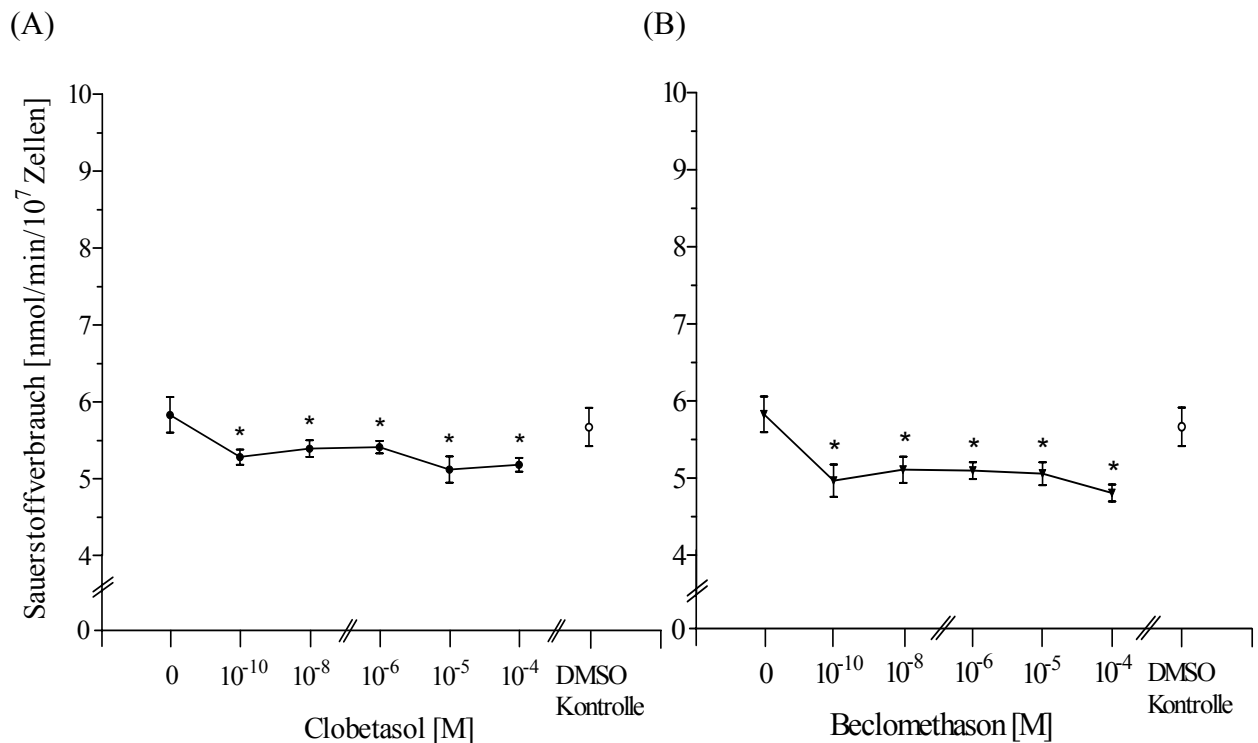 (A)
(B)
Sauerstoffverbrauch [nmol/min/10⁷ Zellen]
10
9
8
7
6
5
4
0
* * * * *
0 10⁻¹⁰ 10⁻⁸ 10⁻⁶ 10⁻⁵ 10⁻⁴ DMSO
Kontrolle
Clobetasol [M]
10
9
8
7
6
5
4
0
* * * * *
0 10⁻¹⁰ 10⁻⁸ 10⁻⁶ 10⁻⁵ 10⁻⁴ DMSO
Kontrolle
Beclomethason [M]